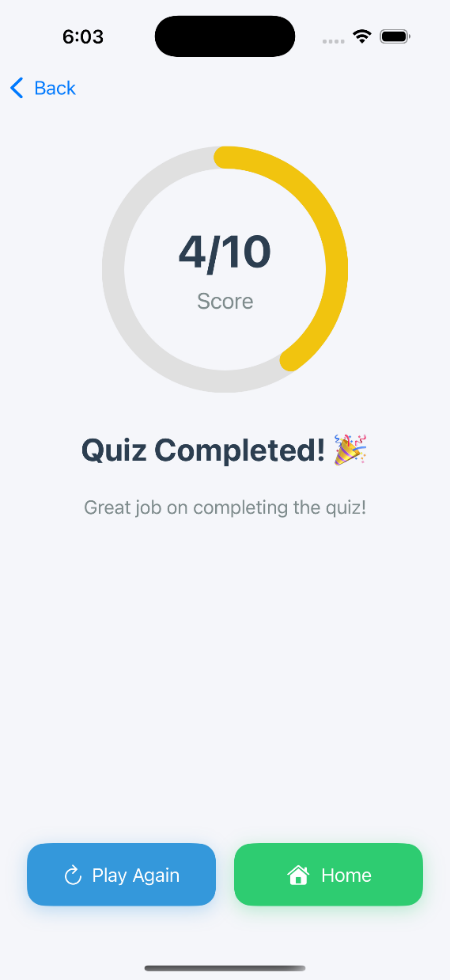 6:03
Back
4/10
Score
Quiz Completed! 🎉
Great job on completing the quiz!
Play Again
Home